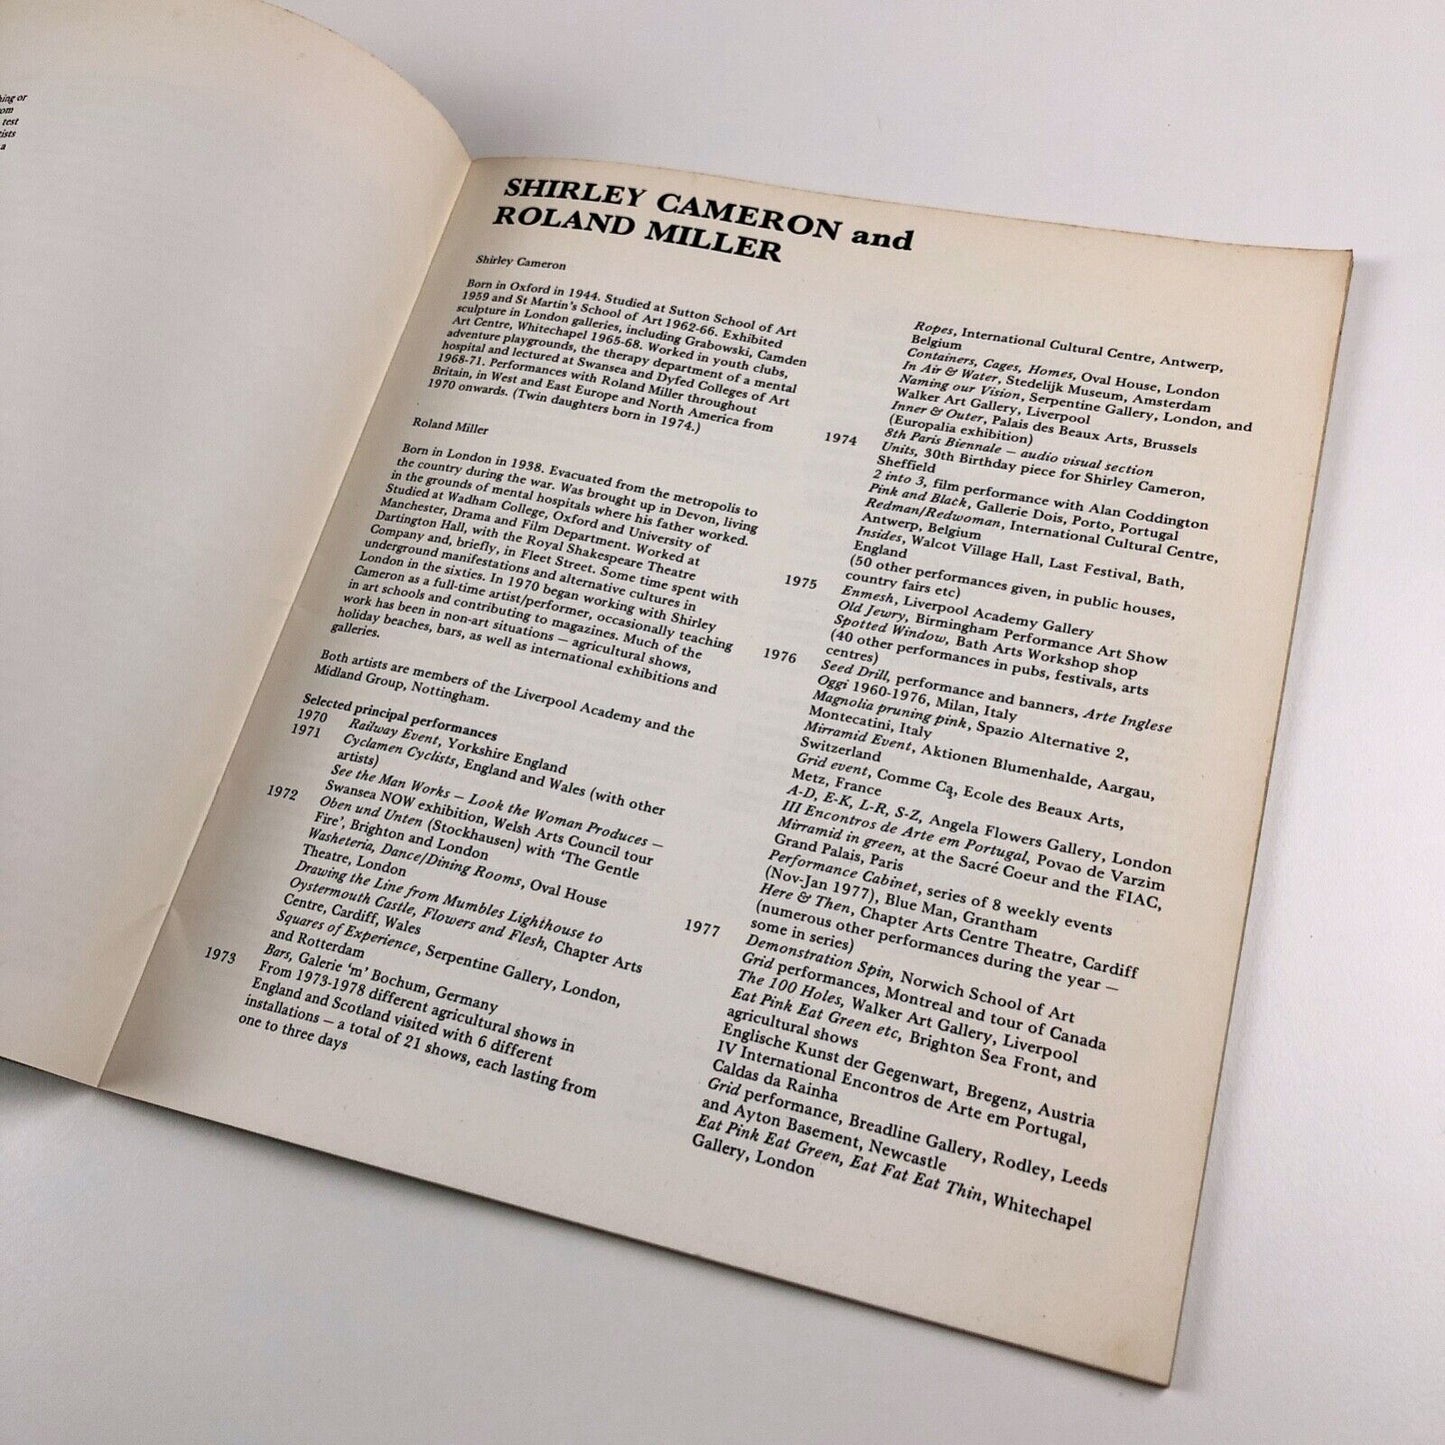 hing or
om
test
tists
a
SHIRLEY CAMERON and
ROLAND MILLER
Shirley Cameron
Born in Oxford in 1944. Studied at Sutton School of Art
1959 and St Martin's School of Art 1962-66. Exhibited
sculpture in London galleries, including Grabowski, Camden
Art Centre, Whitechapel 1965-68. Worked in youth clubs,
adventure playgrounds, the therapy department of a mental
hospital and lectured at Swansea and Dyfed Colleges of Art
1968-71. Performances with Roland Miller throughout
Britain, in West and East Europe and North America from
1970 onwards. (Twin daughters born in 1974.)
Roland Miller
Born in London in 1938. Evacuated from the metropolis to
the country during the war. Was brought up in Devon, living
in the grounds of mental hospitals where his father worked.
Studied at Wadham College, Oxford and University of
Manchester, Drama and Film Department. Worked at
Dartington Hall, with the Royal Shakespeare Theatre
Company and, briefly, in Fleet Street. Some time spent with
underground manifestations and alternative cultures in
London in the sixties. In 1970 began working with Shirley
Cameron as a full-time artist/performer, occasionally teaching
in art schools and contributing to magazines. Much of the
work has been in non-art situations — agricultural shows,
holiday beaches, bars, as well as international exhibitions and
galleries.
Both artists are members of the Liverpool Academy and the
Midland Group, Nottingham.
Selected principal performances
1970 Railway Event, Yorkshire England
1971 Cyclamen Cyclists, England and Wales (with other
artists)
See the Man Works — Look the Woman Produces —
Swansea NOW exhibition, Welsh Arts Council tour
1972 Oben und Unten (Stockhausen) with 'The Gentle
Fire', Brighton and London
Washeteria, Dance/Dining Rooms, Oval House
Theatre, London
Drawing the Line from Mumbles Lighthouse to
Oystermouth Castle, Flowers and Flesh, Chapter Arts
Centre, Cardiff, Wales
Squares of Experience, Serpentine Gallery, London,
and Rotterdam
1973 Bars, Galerie 'm' Bochum, Germany
From 1973-1978 different agricultural shows in
England and Scotland visited with 6 different
installations — a total of 21 shows, each lasting from
one to three days
Ropes, International Cultural Centre, Antwerp,
Belgium
Containers, Cages, Homes, Oval House, London
In Air & Water, Stedelijk Museum, Amsterdam
Naming our Vision, Serpentine Gallery, London, and
Walker Art Gallery, Liverpool
Inner & Outer, Palais des Beaux Arts, Brussels
(Europalia exhibition)
1974 8th Paris Biennale — audio visual section
Units, 30th Birthday piece for Shirley Cameron,
Sheffield
2 into 3, film performance with Alan Coddington
Pink and Black, Gallerie Dois, Porto, Portugal
Redman/Redwoman, International Cultural Centre,
Antwerp, Belgium
Insides, Walcot Village Hall, Last Festival, Bath,
England
(50 other performances given, in public houses,
country fairs etc)
1975 Enmesh, Liverpool Academy Gallery
Old Jewry, Birmingham Performance Art Show
Spotted Window, Bath Arts Workshop shop
(40 other performances in pubs, festivals, arts
centres)
1976 Seed Drill, performance and banners, Arte Inglese
Oggi 1960-1976, Milan, Italy
Magnolia pruning pink, Spazio Alternative 2,
Montecatini, Italy
Mirramid Event, Aktionen Blumenhalde, Aargau,
Switzerland
Grid event, Comme Cą, Ecole des Beaux Arts,
Metz, France
A-D, E-K, L-R, S-Z, Angela Flowers Gallery, London
III Encontros de Arte em Portugal, Povao de Varzim
Mirramid in green, at the Sacré Coeur and the FIAC,
Grand Palais, Paris
Performance Cabinet, series of 8 weekly events
(Nov-Jan 1977), Blue Man, Grantham
Here & Then, Chapter Arts Centre Theatre, Cardiff
(numerous other performances during the year —
some in series)
1977 Demonstration Spin, Norwich School of Art
Grid performances, Montreal and tour of Canada
The 100 Holes, Walker Art Gallery, Liverpool
Eat Pink Eat Green etc, Brighton Sea Front, and
agricultural shows
Englische Kunst der Gegenwart, Bregenz, Austria
IV International Encontros de Arte em Portugal,
Caldas da Rainha
Grid performance, Breadline Gallery, Rodley, Leeds
and Ayton Basement, Newcastle
Eat Pink Eat Green, Eat Fat Eat Thin, Whitechapel
Gallery, London